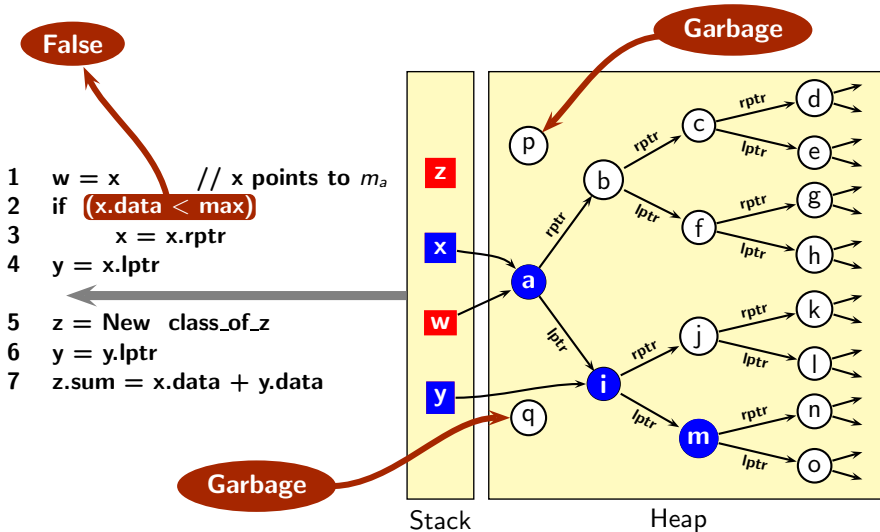 False
Garbage
1 w = x // x points to mₐ
2 if (x.data < max)
3 x = x.rptr
4 y = x.lptr
5 z = New class_of_z
6 y = y.lptr
7 z.sum = x.data + y.data
Garbage
z
x
w
y
Stack
p
q
a
b
i
c
f
j
m
d
e
g
h
k
l
n
o
rptr
lptr
rptr
lptr
rptr
lptr
rptr
lptr
rptr
lptr
rptr
lptr
rptr
lptr
Heap